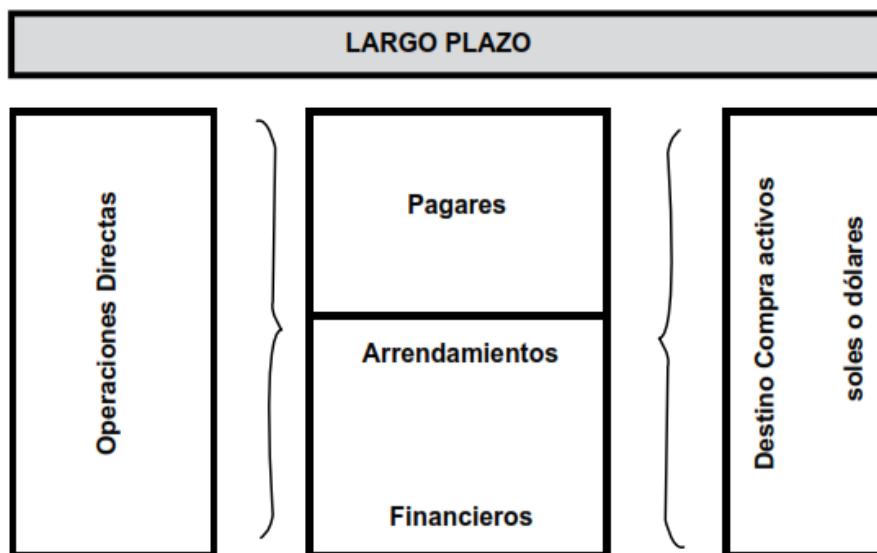 LARGO PLAZO
Operaciones Directas
Pagares
Arrendamientos
Financieros
Destino Compra activos
soles o dólares